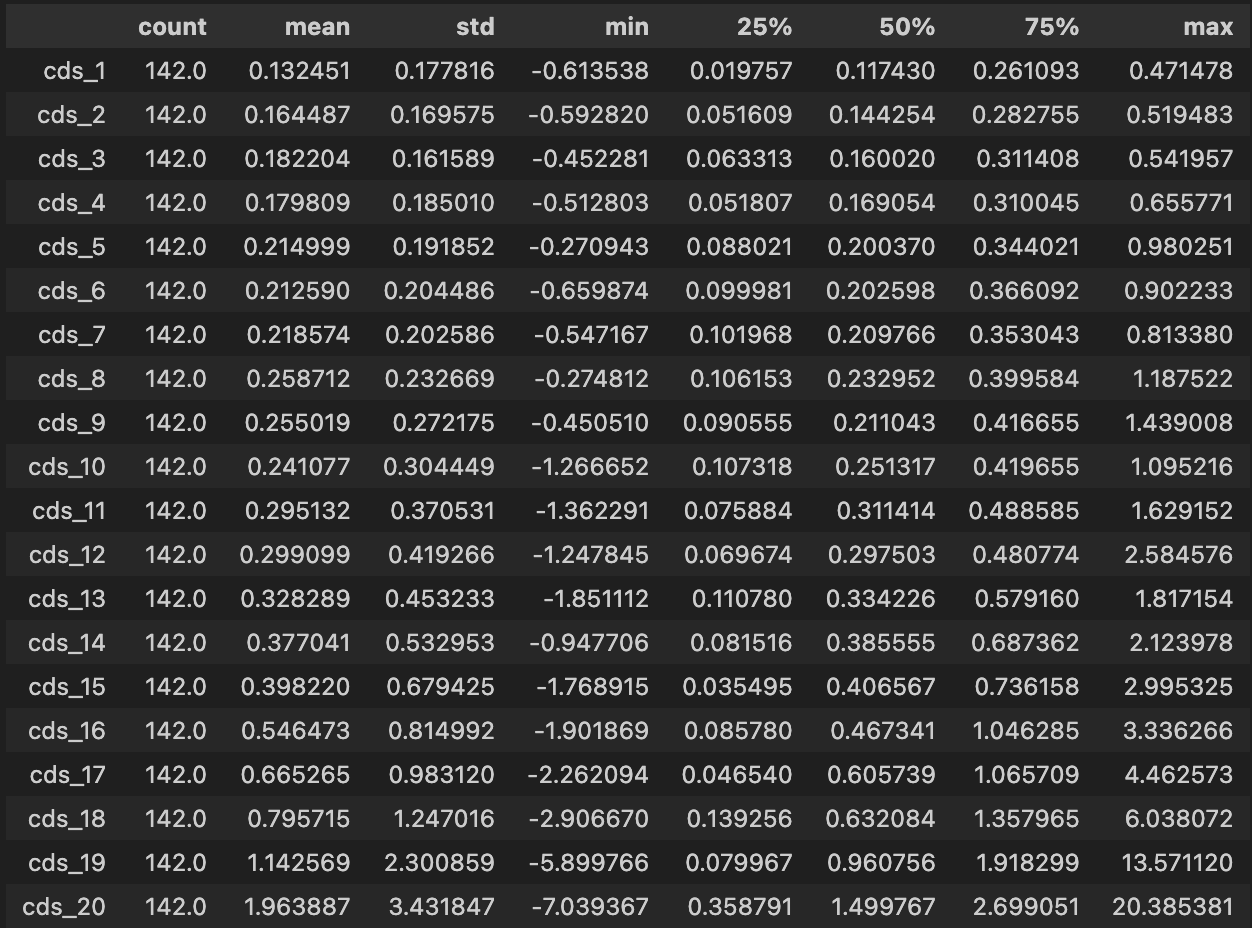 count mean std min 25% 50% 75% max
cds_1 142.0 0.132451 0.177816 -0.613538 0.019757 0.117430 0.261093 0.471478
cds_2 142.0 0.164487 0.169575 -0.592820 0.051609 0.144254 0.282755 0.519483
cds_3 142.0 0.182204 0.161589 -0.452281 0.063313 0.160020 0.311408 0.541957
cds_4 142.0 0.179809 0.185010 -0.512803 0.051807 0.169054 0.310045 0.655771
cds_5 142.0 0.214999 0.191852 -0.270943 0.088021 0.200370 0.344021 0.980251
cds_6 142.0 0.212590 0.204486 -0.659874 0.099981 0.202598 0.366092 0.902233
cds_7 142.0 0.218574 0.202586 -0.547167 0.101968 0.209766 0.353043 0.813380
cds_8 142.0 0.258712 0.232669 -0.274812 0.106153 0.232952 0.399584 1.187522
cds_9 142.0 0.255019 0.272175 -0.450510 0.090555 0.211043 0.416655 1.439008
cds_10 142.0 0.241077 0.304449 -1.266652 0.107318 0.251317 0.419655 1.095216
cds_11 142.0 0.295132 0.370531 -1.362291 0.075884 0.311414 0.488585 1.629152
cds_12 142.0 0.299099 0.419266 -1.247845 0.069674 0.297503 0.480774 2.584576
cds_13 142.0 0.328289 0.453233 -1.851112 0.110780 0.334226 0.579160 1.817154
cds_14 142.0 0.377041 0.532953 -0.947706 0.081516 0.385555 0.687362 2.123978
cds_15 142.0 0.398220 0.679425 -1.768915 0.035495 0.406567 0.736158 2.995325
cds_16 142.0 0.546473 0.814992 -1.901869 0.085780 0.467341 1.046285 3.336266
cds_17 142.0 0.665265 0.983120 -2.262094 0.046540 0.605739 1.065709 4.462573
cds_18 142.0 0.795715 1.247016 -2.906670 0.139256 0.632084 1.357965 6.038072
cds_19 142.0 1.142569 2.300859 -5.899766 0.079967 0.960756 1.918299 13.571120
cds_20 142.0 1.963887 3.431847 -7.039367 0.358791 1.499767 2.699051 20.385381